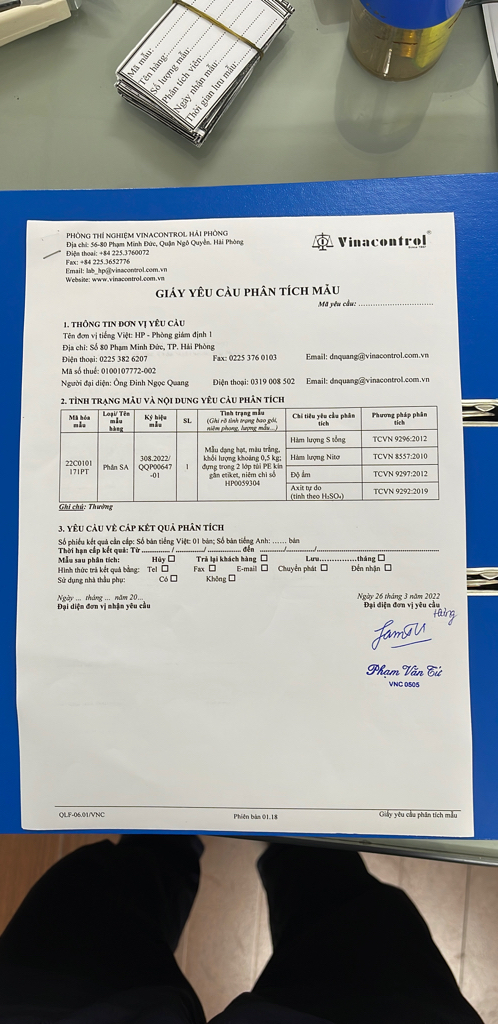 Mã mẫu:
Tên hàng:
Số lượng mẫu:
Phân tích viên:
Ngày nhận mẫu:
Thời gian lưu mẫu:
PHÒNG THÍ NGHIỆM VINACONTROL HẢI PHÒNG
Địa chỉ: 56-80 Phạm Minh Đức, Quận Ngô Quyền. Hải Phòng
Điện thoại: +84 225.3760072
Fax: +84 225.3652776
Email: lab_hp@vinacontrol.com.vn
Website: www.vinacontrol.com.vn
Vinacontrol®
Since 1957
GIẤY YÊU CẦU PHÂN TÍCH MẪU
Mã yêu cầu: ................................
1. THÔNG TIN ĐƠN VỊ YÊU CẦU
Tên đơn vị tiếng Việt: HP - Phòng giám định 1
Địa chỉ: Số 80 Phạm Minh Đức, TP. Hải Phòng
Điện thoại: 0225 382 6207 Fax: 0225 376 0103 Email: dnquang@vinacontrol.com.vn
Mã số thuế: 0100107772-002
Người đại diện: Ông Đinh Ngọc Quang Điện thoại: 0319 008 502 Email: dnquang@vinacontrol.com.vn
2. TÌNH TRẠNG MẪU VÀ NỘI DUNG YÊU CẦU PHÂN TÍCH
Mã hóa mẫu Loại/ Tên mẫu hàng Ký hiệu mẫu SL Tình trạng mẫu (Ghi rõ tình trạng bao gói, niêm phong, lượng mẫu...) Chỉ tiêu yêu cầu phân tích Phương pháp phân tích
22C0101 171PT Phân SA 308.2022/ QQP00647 -01 1 Mẫu dạng hạt, màu trắng, khối lượng khoảng 0,5 kg; đựng trong 2 lớp túi PE kín gắn etiket, niêm chì số HP0059304
Hàm lượng S tổng TCVN 9296:2012
Hàm lượng Nitơ TCVN 8557:2010
Độ ẩm TCVN 9297:2012
Axit tự do (tính theo H₂SO₄) TCVN 9292:2019
Ghi chú: Thường
3. YÊU CẦU VỀ CẤP KẾT QUẢ PHÂN TÍCH
Số phiếu kết quả cần cấp: Số bản tiếng Việt: 01 bản; Số bản tiếng Anh: ...... bản
Thời hạn cấp kết quả: Từ ............/............/............ đến ............/............/............
Mẫu sau phân tích: Hủy ☐ Trả lại khách hàng ☐ Lưu................tháng ☐
Hình thức trả kết quả bằng: Tel ☐ Fax ☐ E-mail ☐ Chuyển phát ☐ Đến nhận ☐
Sử dụng nhà thầu phụ: Có ☐ Không ☐
Ngày ... tháng ... năm 20... Ngày 26 tháng 3 năm 2022
Đại diện đơn vị nhận yêu cầu Đại diện đơn vị yêu cầu
Phạm Văn Tứ
VNC 0505
QLF-06.01/VNC Phiên bản 01.18 Giấy yêu cầu phân tích mẫu